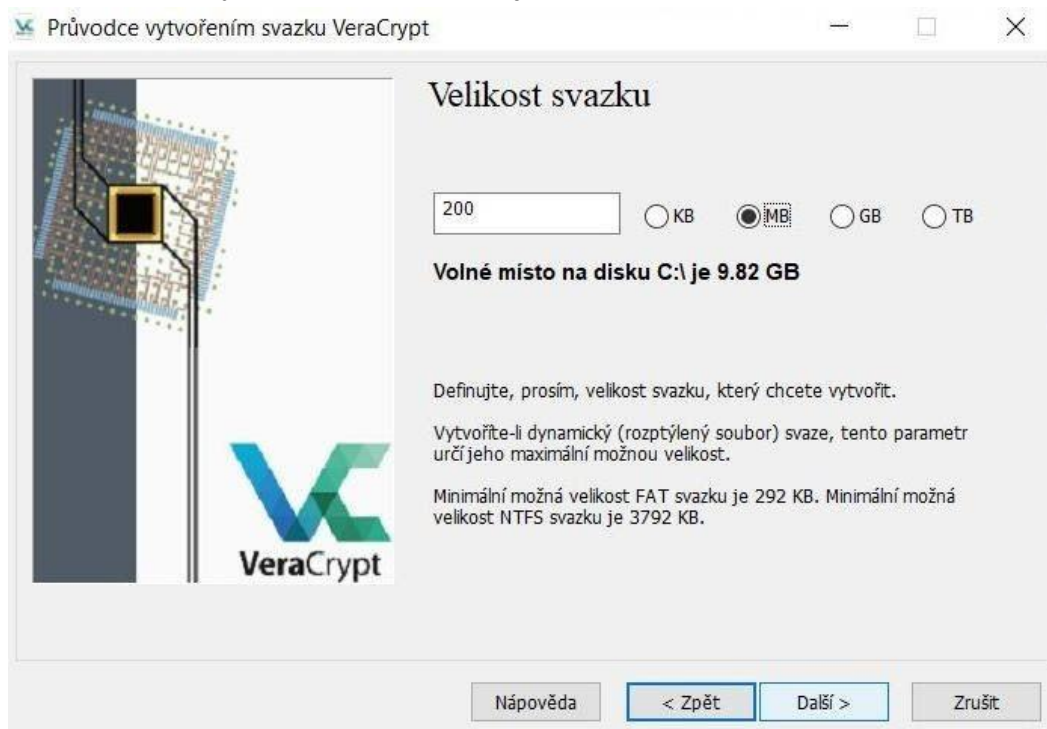 Průvodce vytvořením svazku VeraCrypt
Velikost svazku
200
KB MB GB TB
Volné místo na disku C:\ je 9.82 GB
Definujte, prosím, velikost svazku, který chcete vytvořit.
Vytvoříte-li dynamický (rozptýlený soubor) svaze, tento parametr
určí jeho maximální možnou velikost.
Minimální možná velikost FAT svazku je 292 KB. Minimální možná
velikost NTFS svazku je 3792 KB.
VeraCrypt
Nápověda < Zpět Další > Zrušit